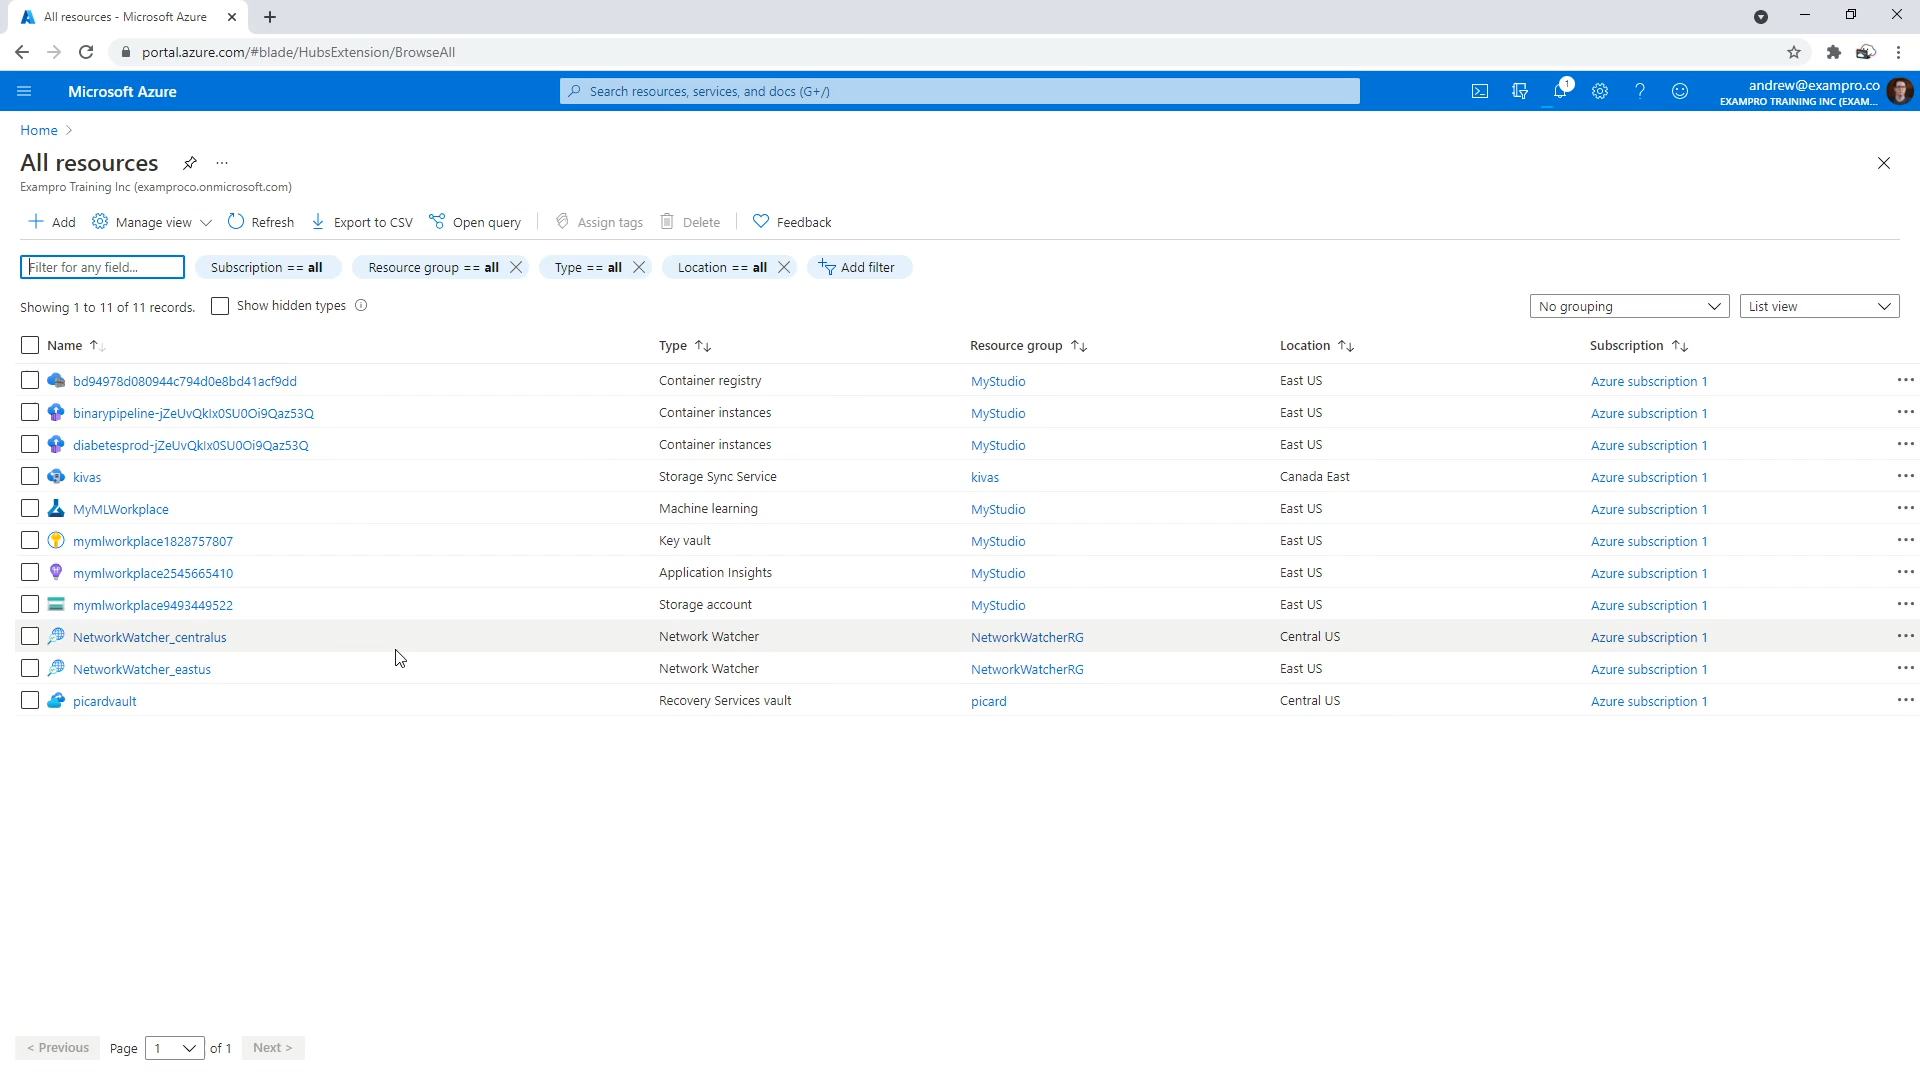 All resources - Microsoft Azure
portal.azure.com/#blade/HubsExtension/BrowseAll
Microsoft Azure
Search resources, services, and docs (G+/)
1
andrew@exampro.co
EXAMPRO TRAINING INC (EXAM...
Home
All resources
Exampro Training Inc (examproco.onmicrosoft.com)
Add Manage view Refresh Export to CSV Open query Assign tags Delete Feedback
Filter for any field... Subscription == all Resource group == all Type == all Location == all Add filter
Showing 1 to 11 of 11 records. Show hidden types No grouping List view
Name Type Resource group Location Subscription
bd94978d080944c794d0e8bd41acf9dd Container registry MyStudio East US Azure subscription 1
binarypipeline-jZeUvQkIx0SU0Oi9Qaz53Q Container instances MyStudio East US Azure subscription 1
diabetesprod-jZeUvQkIx0SU0Oi9Qaz53Q Container instances MyStudio East US Azure subscription 1
kivas Storage Sync Service kivas Canada East Azure subscription 1
MyMLWorkplace Machine learning MyStudio East US Azure subscription 1
mymlworkplace1828757807 Key vault MyStudio East US Azure subscription 1
mymlworkplace2545665410 Application Insights MyStudio East US Azure subscription 1
mymlworkplace9493449522 Storage account MyStudio East US Azure subscription 1
NetworkWatcher_centralus Network Watcher NetworkWatcherRG Central US Azure subscription 1
NetworkWatcher_eastus Network Watcher NetworkWatcherRG East US Azure subscription 1
picardvault Recovery Services vault picard Central US Azure subscription 1
< Previous Page 1 of 1 Next >